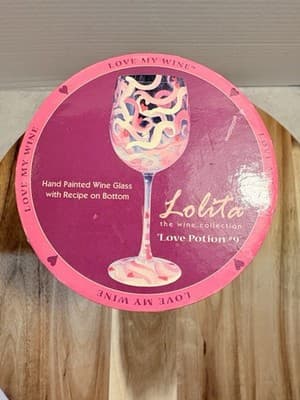 LOVE MY WINE™
LOVE MY WINE
Hand Painted Wine Glass
with Recipe on Bottom
Lolita
the wine collection
"Love Potion #9"
LOVE MY WINE